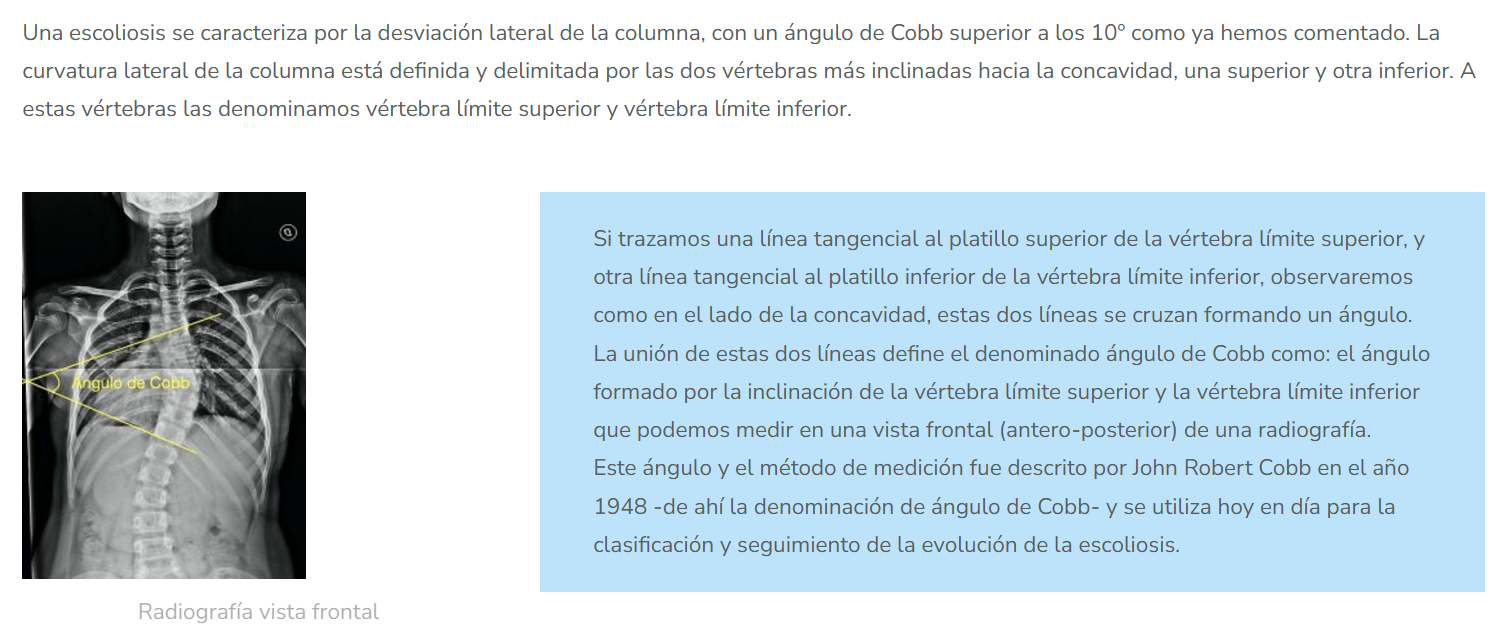 Una escoliosis se caracteriza por la desviación lateral de la columna, con un ángulo de Cobb superior a los 10º como ya hemos comentado. La
curvatura lateral de la columna está definida y delimitada por las dos vértebras más inclinadas hacia la concavidad, una superior y otra inferior. A
estas vértebras las denominamos vértebra límite superior y vértebra límite inferior.
Ángulo de Cobb
Radiografía vista frontal
Si trazamos una línea tangencial al platillo superior de la vértebra límite superior, y
otra línea tangencial al platillo inferior de la vértebra límite inferior, observaremos
como en el lado de la concavidad, estas dos líneas se cruzan formando un ángulo.
La unión de estas dos líneas define el denominado ángulo de Cobb como: el ángulo
formado por la inclinación de la vértebra límite superior y la vértebra límite inferior
que podemos medir en una vista frontal (antero-posterior) de una radiografía.
Este ángulo y el método de medición fue descrito por John Robert Cobb en el año
1948 -de ahí la denominación de ángulo de Cobb- y se utiliza hoy en día para la
clasificación y seguimiento de la evolución de la escoliosis.